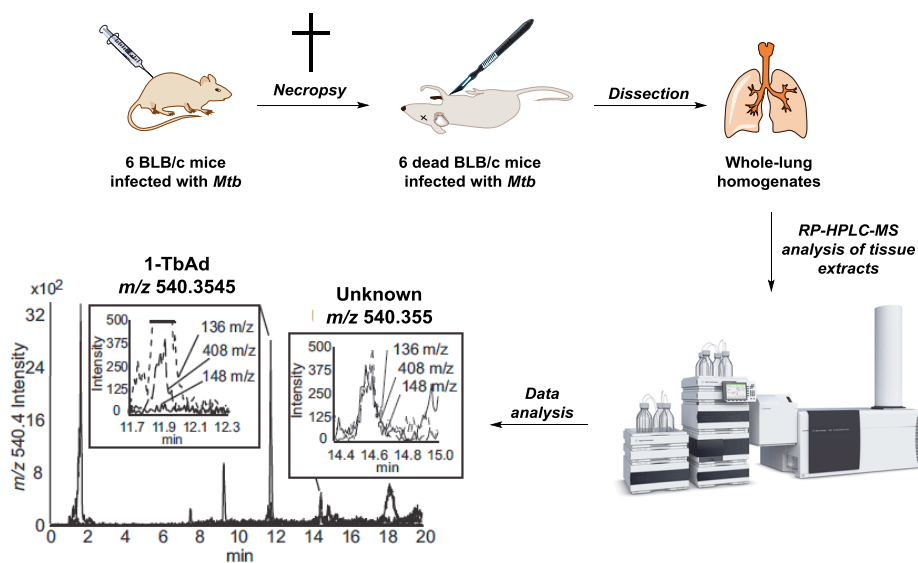 Necropsy
Dissection
6 BLB/c mice
infected with Mtb
6 dead BLB/c mice
infected with Mtb
Whole-lung
homogenates
RP-HPLC-MS
analysis of tissue
extracts
Data
analysis
1-TbAd
m/z 540.3545
Unknown
m/z 540.355
x10²
32
24
16
8
0
m/z 540.4 Intensity
0 2 4 6 8 10 12 14 16 18 20
min
500
375
250
125
0
Intensity
136 m/z
408 m/z
148 m/z
11.7 11.9 12.1 12.3
min
500
375
250
125
0
Intensity
136 m/z
408 m/z
148 m/z
14.4 14.6 14.8 15.0
min